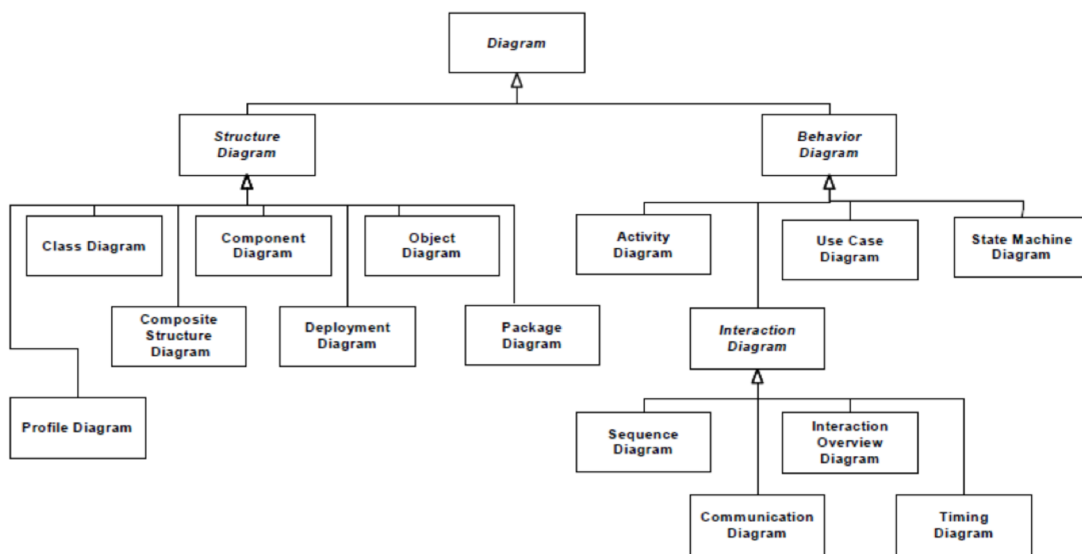 Diagram
Structure
Diagram
Behavior
Diagram
Class Diagram
Component
Diagram
Object
Diagram
Activity
Diagram
Use Case
Diagram
State Machine
Diagram
Composite
Structure
Diagram
Deployment
Diagram
Package
Diagram
Interaction
Diagram
Profile Diagram
Sequence
Diagram
Interaction
Overview
Diagram
Communication
Diagram
Timing
Diagram